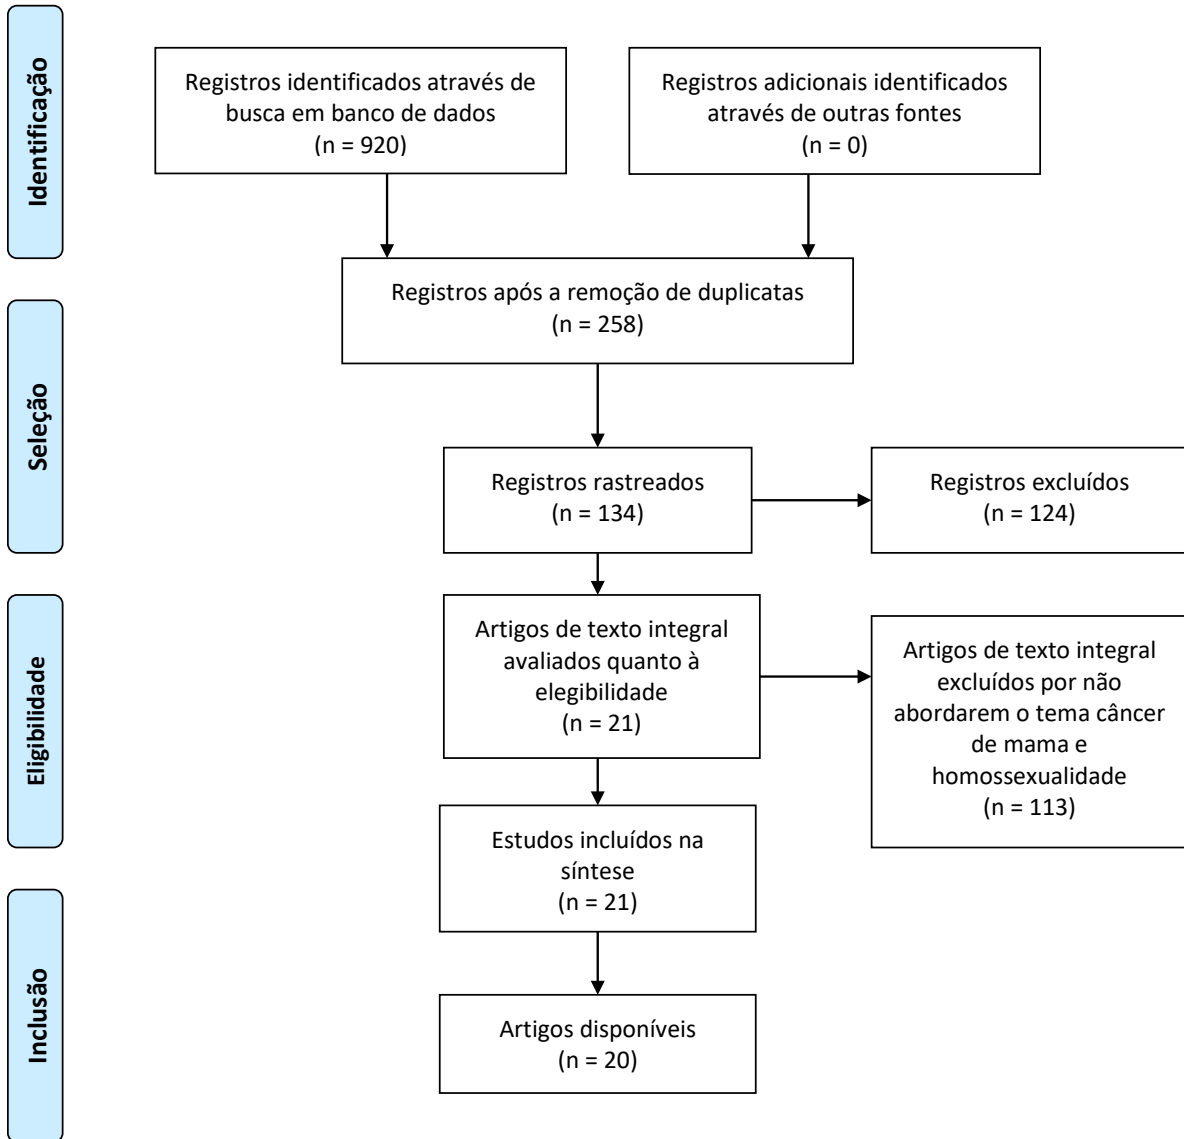 Identificação
Registros identificados através de
busca em banco de dados
(n = 920)
Registros adicionais identificados
através de outras fontes
(n = 0)
Registros após a remoção de duplicatas
(n = 258)
Seleção
Registros rastreados
(n = 134)
Registros excluídos
(n = 124)
Eligibilidade
Artigos de texto integral
avaliados quanto à
elegibilidade
(n = 21)
Artigos de texto integral
excluídos por não
abordarem o tema câncer
de mama e
homossexualidade
(n = 113)
Estudos incluídos na
síntese
(n = 21)
Inclusão
Artigos disponíveis
(n = 20)